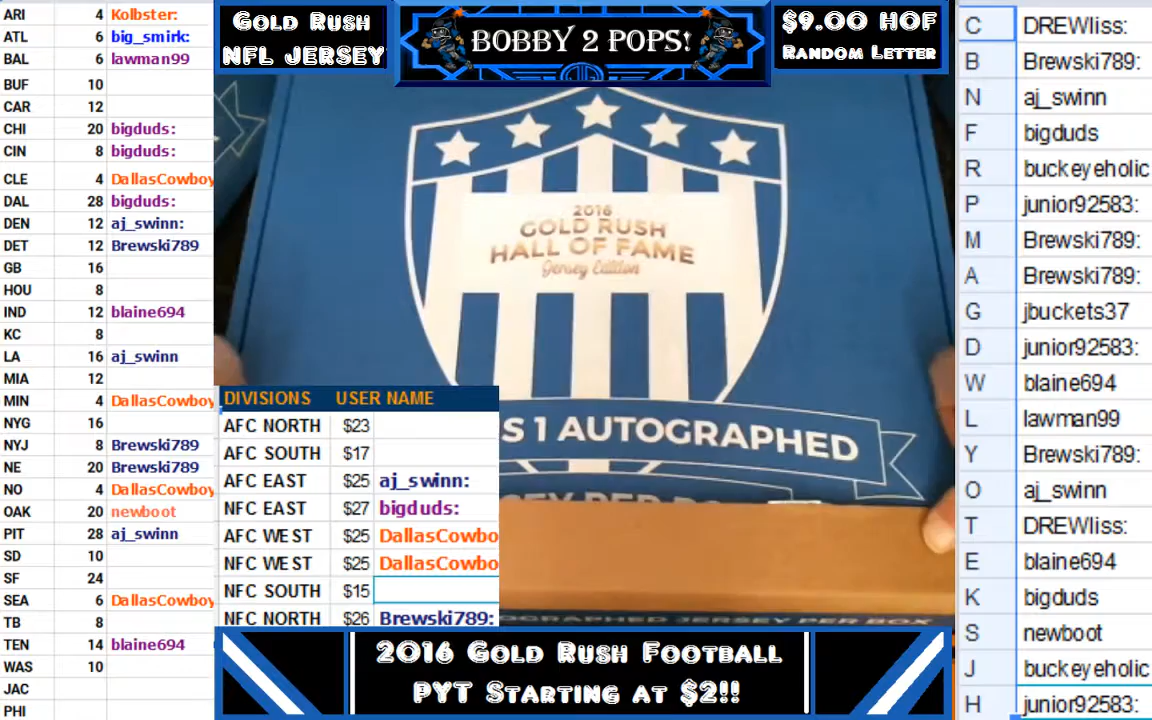 ARI 4 Kolbster:
ATL 6 big_smirk:
BAL 6 lawman99
BUF 10
CAR 12
CHI 20 bigduds:
CIN 8 bigduds:
CLE 4 DallasCowboy
DAL 28 bigduds:
DEN 12 aj_swinn:
DET 12 Brewski789
GB 16
HOU 8
IND 12 blaine694
KC 8
LA 16 aj_swinn
MIA 12
MIN 4 DallasCowboy
NYG 16
NYJ 8 Brewski789
NE 20 Brewski789
NO 4 DallasCowboy
OAK 20 newboot
PIT 28 aj_swinn
SD 10
SF 24
SEA 6 DallasCowboy
TB 8
TEN 14 blaine694
WAS 10
JAC
PHI
Gold Rush
NFL Jersey
BOBBY 2 POPS!
$9.00 HOF
Random Letter
2016
GOLD RUSH
HALL OF FAME
Jersey Edition
S 1 AUTOGRAPHED
AUTOGRAPHED JERSEY PER BOX
DIVISIONS USER NAME
AFC NORTH $23
AFC SOUTH $17
AFC EAST $25 aj_swinn:
NFC EAST $27 bigduds:
AFC WEST $25 DallasCowbo
NFC WEST $25 DallasCowbo
NFC SOUTH $15
NFC NORTH $26 Brewski789:
2016 Gold Rush Football
PYT Starting at $2!!
C DREWliss:
B Brewski789:
N aj_swinn
F bigduds
R buckeyeholic
P junior92583:
M Brewski789:
A Brewski789:
G jbuckets37
D junior92583:
W blaine694
L lawman99
Y Brewski789:
O aj_swinn
T DREWliss:
E blaine694
K bigduds
S newboot
J buckeyeholic
H junior92583: